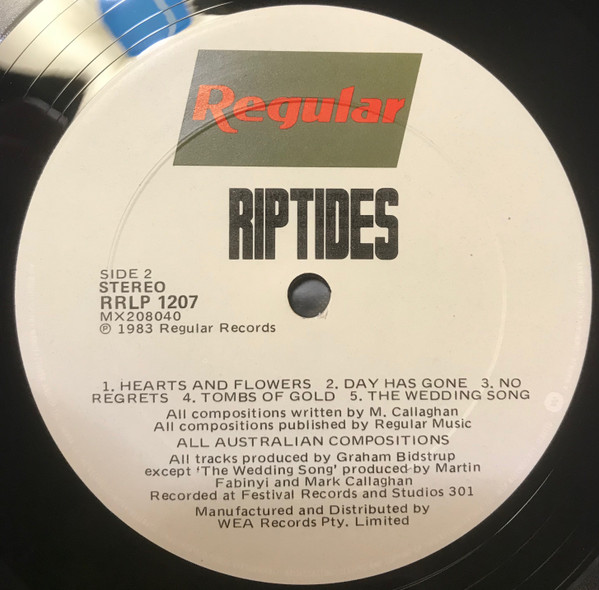 Regular
RIPTIDES
SIDE 2
STEREO
RRLP 1207
MX208040
℗ 1983 Regular Records
1. HEARTS AND FLOWERS 2. DAY HAS GONE 3. NO
REGRETS 4. TOMBS OF GOLD 5. THE WEDDING SONG
All compositions written by M. Callaghan
All compositions published by Regular Music
ALL AUSTRALIAN COMPOSITIONS
All tracks produced by Graham Bidstrup
except 'The Wedding Song' produced by Martin
Fabinyi and Mark Callaghan
Recorded at Festival Records and Studios 301
Manufactured and Distributed by
WEA Records Pty. Limited